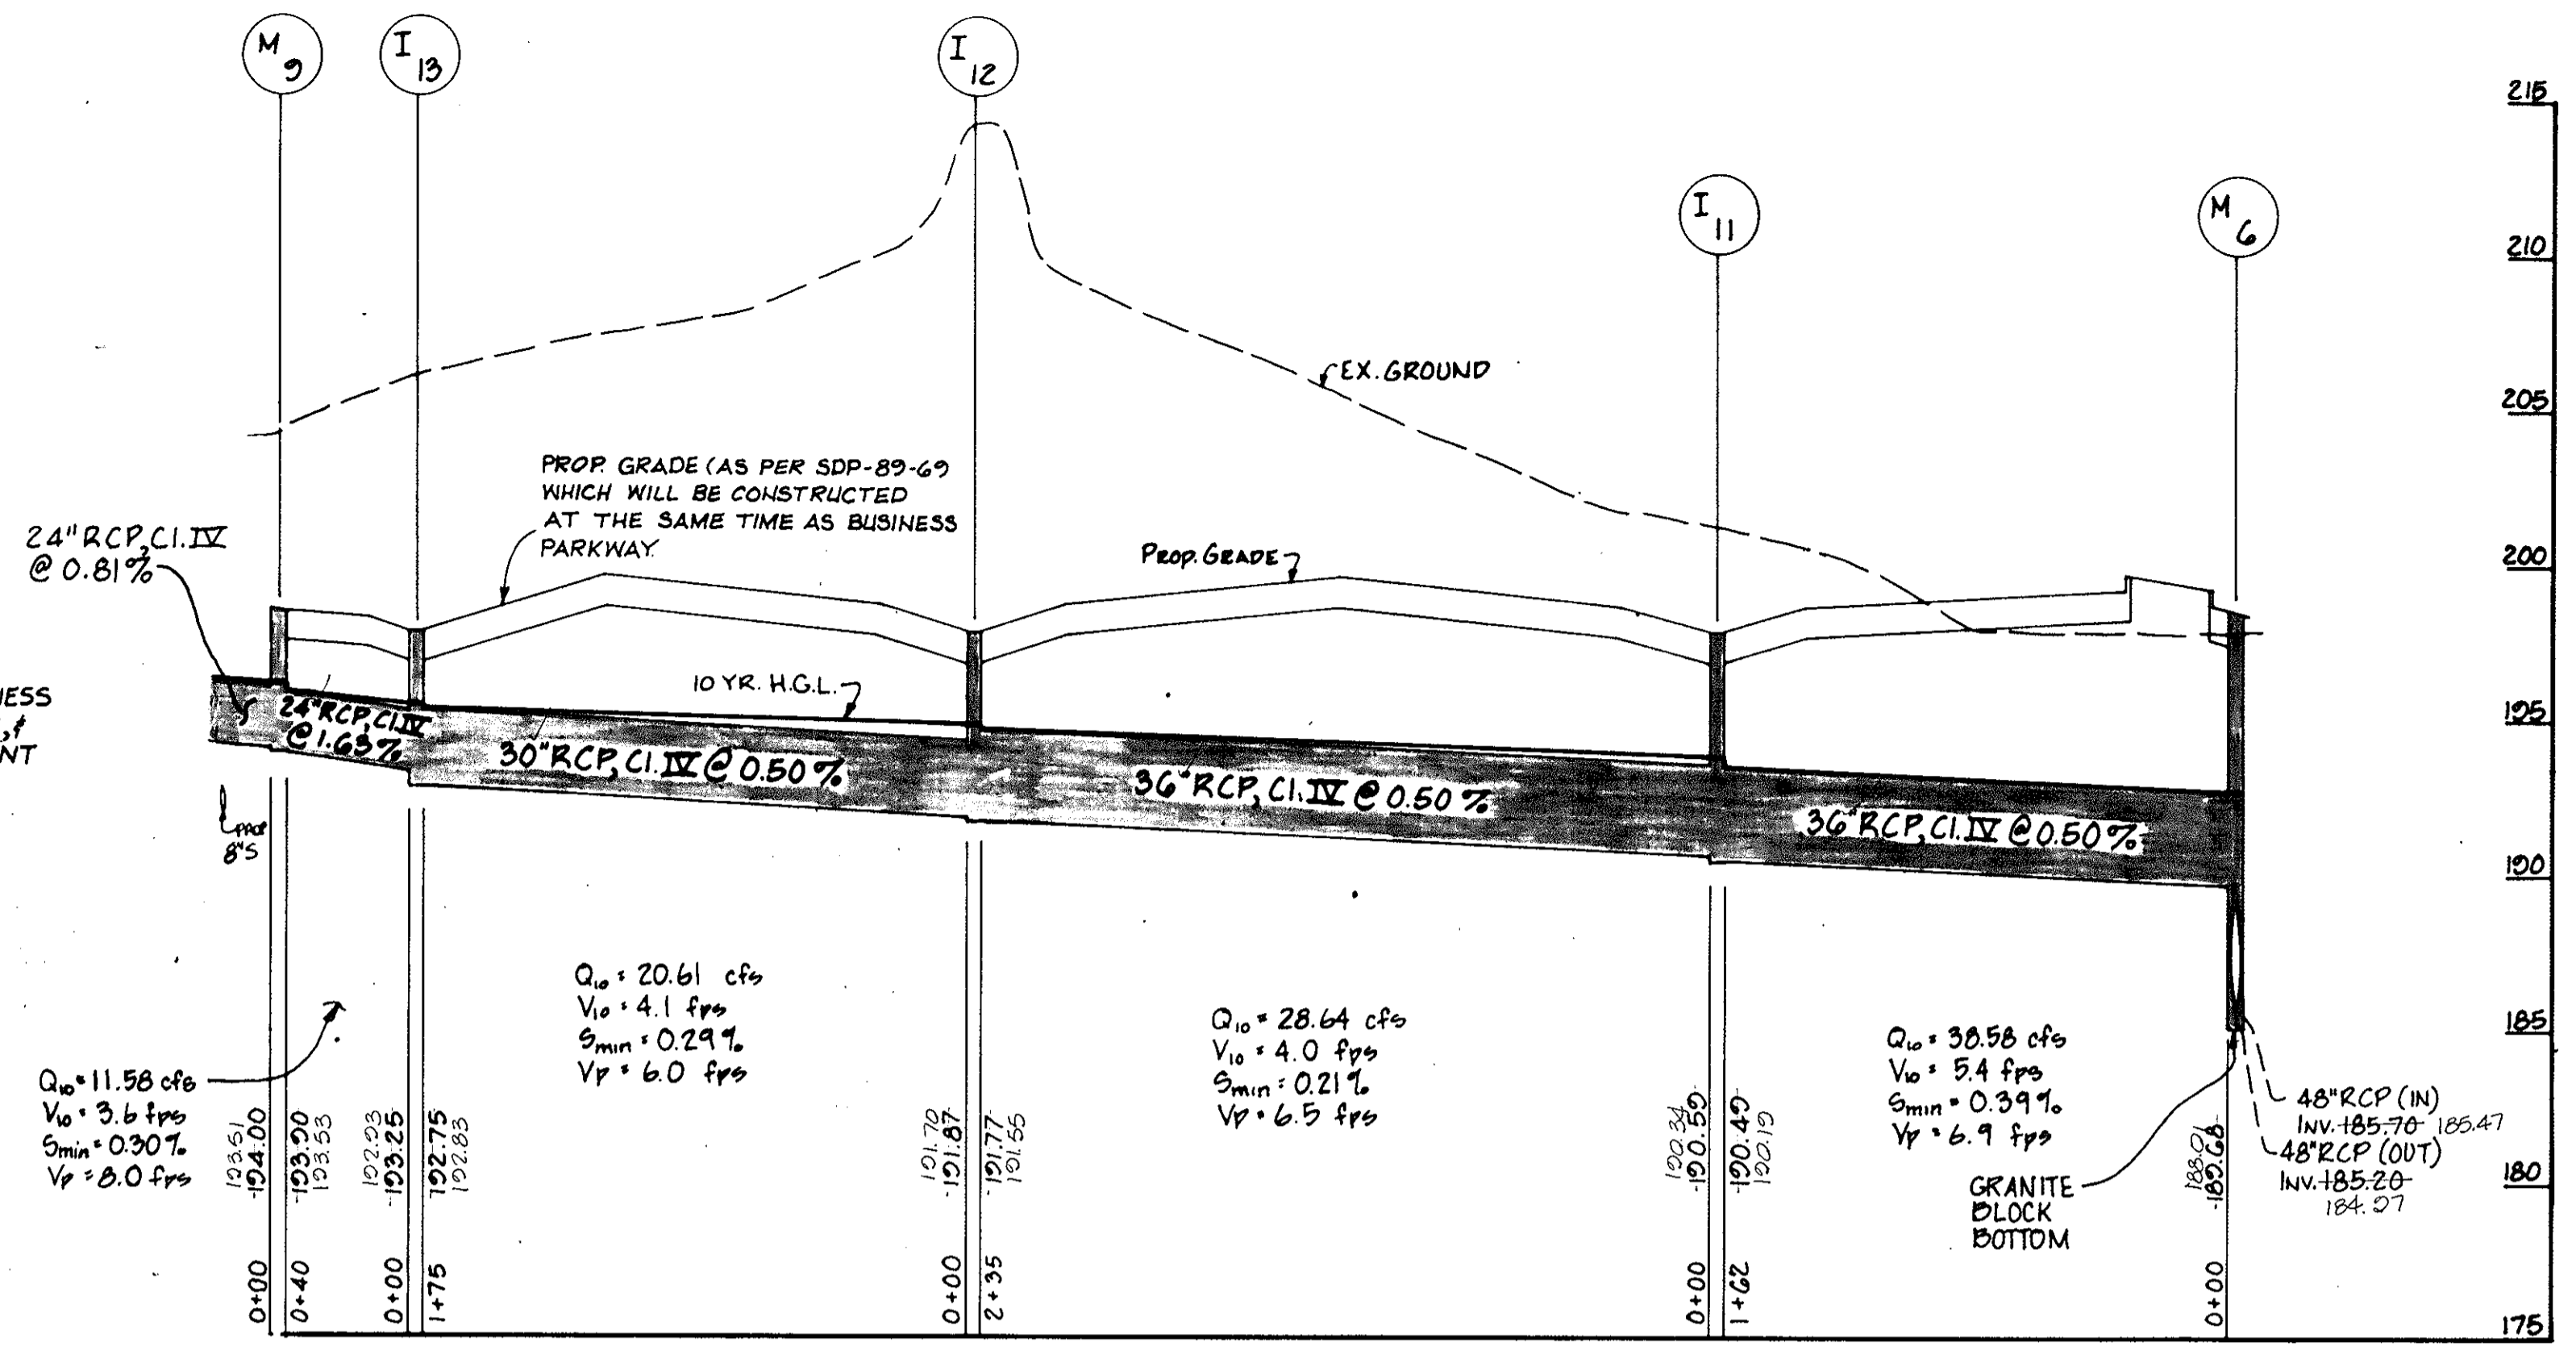 M
9
I
13
I
12
I
11
M
6
215
210
205
200
195
190
185
180
175
EX. GROUND
PROP. GRADE (AS PER SDP-89-69
WHICH WILL BE CONSTRUCTED
AT THE SAME TIME AS BUSINESS
PARKWAY.
PROP. GRADE
24" RCP, Cl. IV
@ 0.81%
10 YR. H.G.L.
NESS
NT
24" RCP, Cl. IV
@ 1.63%
30" RCP, Cl. IV @ 0.50%
36" RCP, Cl. IV @ 0.50%
36" RCP, Cl. IV @ 0.50%
PROP
8"S
Q10 = 11.58 cfs
V10 = 3.6 fps
Smin = 0.30%
Vp = 8.0 fps
Q10 = 20.61 cfs
V10 = 4.1 fps
Smin = 0.29%
Vp = 6.0 fps
Q10 = 28.64 cfs
V10 = 4.0 fps
Smin = 0.21%
Vp = 6.5 fps
Q10 = 38.58 cfs
V10 = 5.4 fps
Smin = 0.39%
Vp = 6.9 fps
193.51
194.00
193.90
193.53
192.93
193.25
192.75
192.83
191.70
191.87
191.77
191.55
190.34
190.59
190.49
190.19
188.01
189.68
0+00
0+40
0+00
1+75
0+00
2+35
0+00
1+62
0+00
GRANITE
BLOCK
BOTTOM
48" RCP (IN)
INV. 185.70 185.47
48" RCP (OUT)
INV. 185.20
184.97